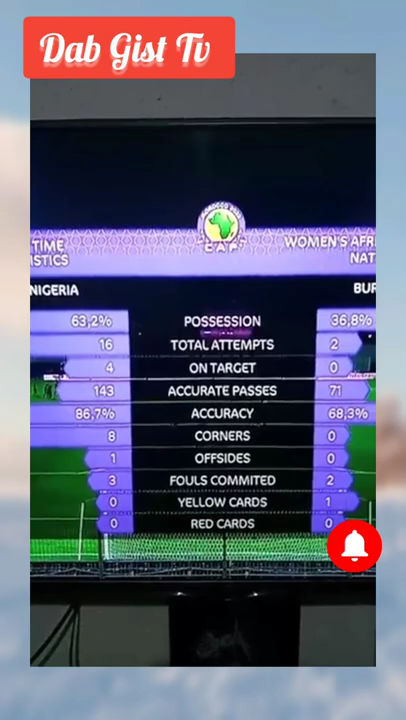 Dab Gist Tv
CAF
TIME WOMEN'S AFRI
ISTICS NAT
NIGERIA BUR
63,2% POSSESSION 36,8%
16 TOTAL ATTEMPTS 2
4 ON TARGET 0
143 ACCURATE PASSES 71
86,7% ACCURACY 68,3%
8 CORNERS 0
1 OFFSIDES 0
3 FOULS COMMITED 2
0 YELLOW CARDS 1
0 RED CARDS 0